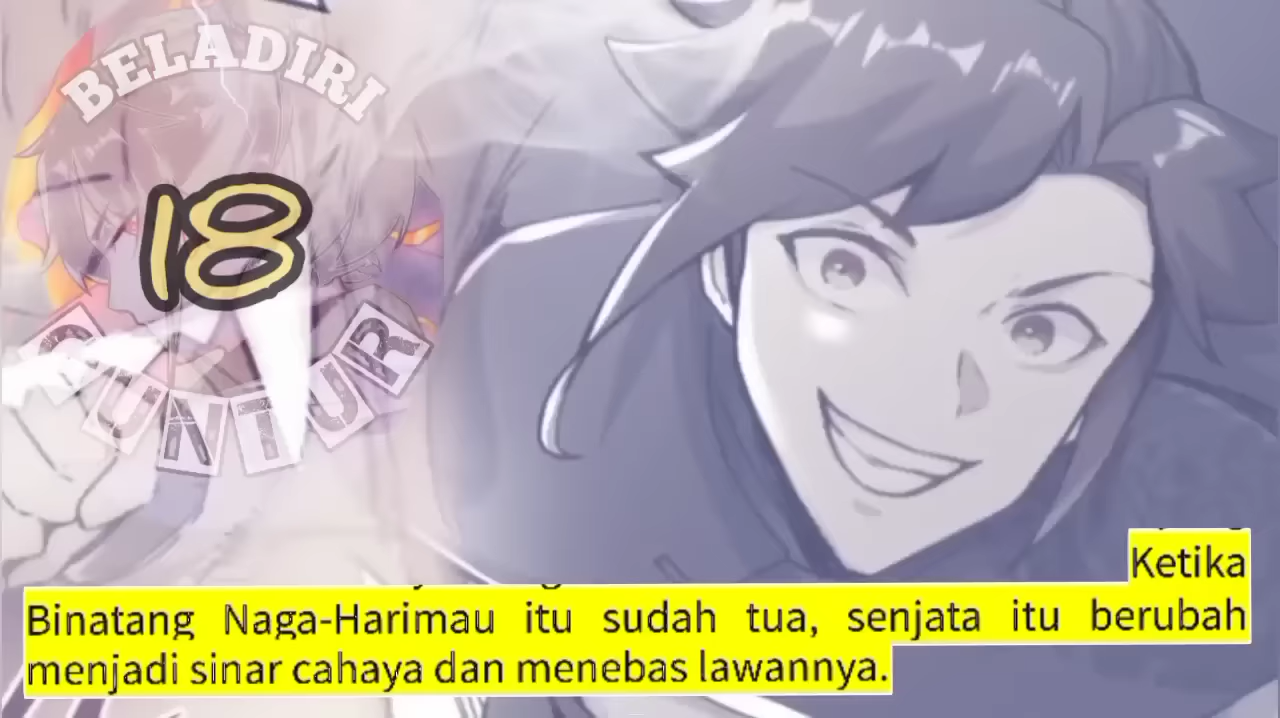 BELADIRI
18
GUNTUR
Ketika
Binatang Naga-Harimau itu sudah tua, senjata itu berubah
menjadi sinar cahaya dan menebas lawannya.